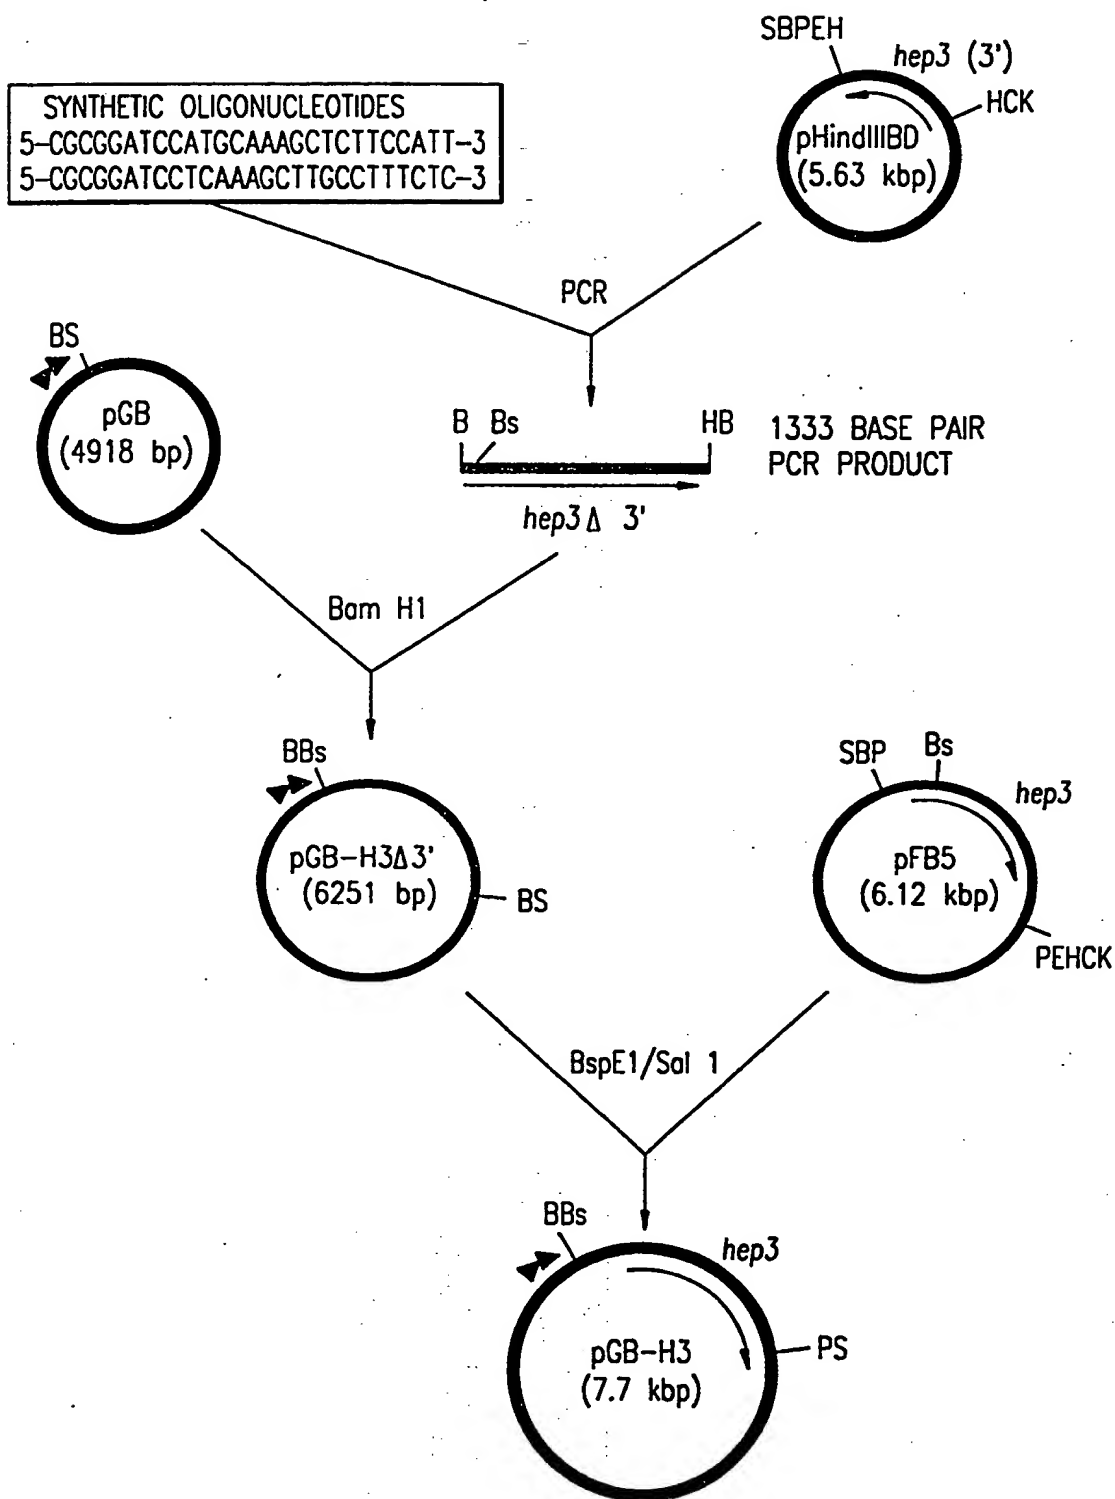 SBPEH
hep3 (3')
HCK
pHindIIIBD
(5.63 kbp)
SYNTHETIC OLIGONUCLEOTIDES
5-CGCGGATCCATGCAAAGCTCTTCCATT-3
5-CGCGGATCCTCAAAGCTTGCCTTTCTC-3
PCR
BS
pGB
(4918 bp)
B Bs HB
1333 BASE PAIR
PCR PRODUCT
hep3Δ 3'
Bam H1
BBs
pGB-H3Δ3'
(6251 bp)
BS
SBP
Bs
hep3
pFB5
(6.12 kbp)
PEHCK
BspE1/Sal 1
BBs
hep3
PS
pGB-H3
(7.7 kbp)